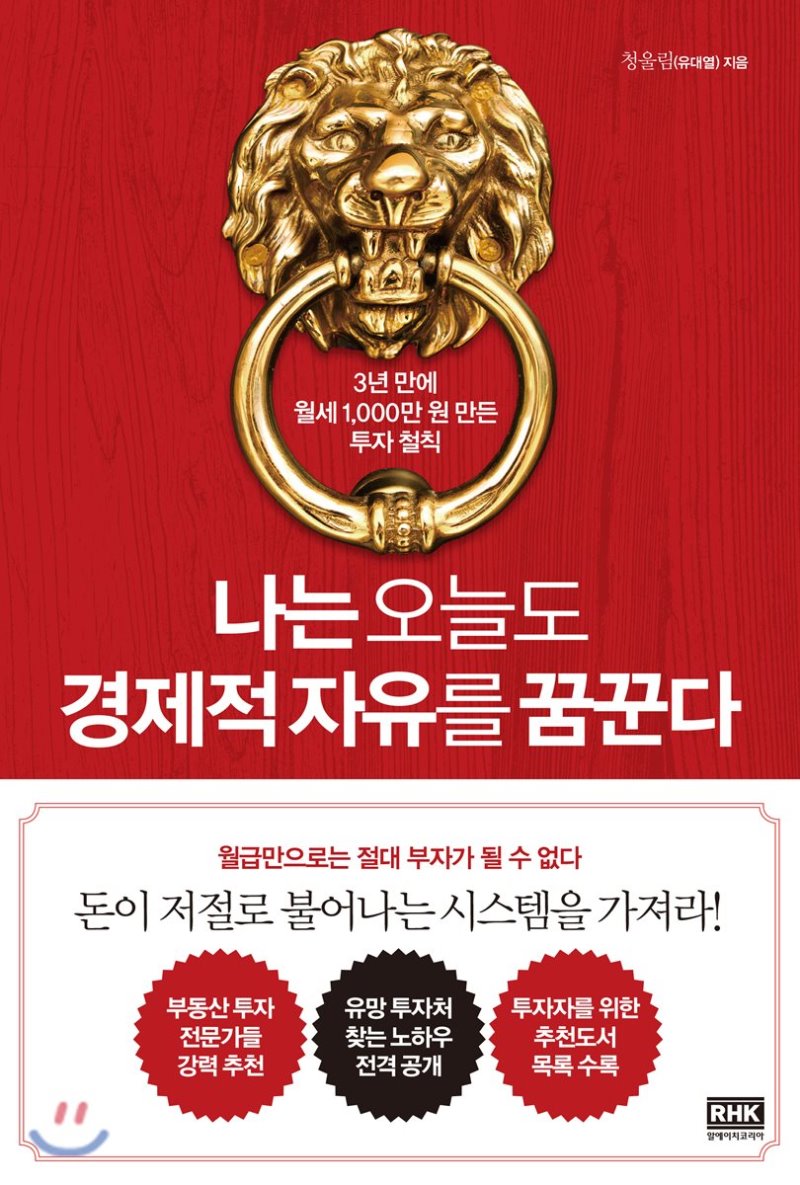 청울림(유대열) 지음
3년 만에
월세 1,000만 원 만든
투자 철칙
나는 오늘도
경제적 자유를 꿈꾼다
월급만으로는 절대 부자가 될 수 없다
돈이 저절로 불어나는 시스템을 가져라!
부동산 투자
전문가들
강력 추천
유망 투자처
찾는 노하우
전격 공개
투자자를 위한
추천도서
목록 수록
RHK
알에이치코리아